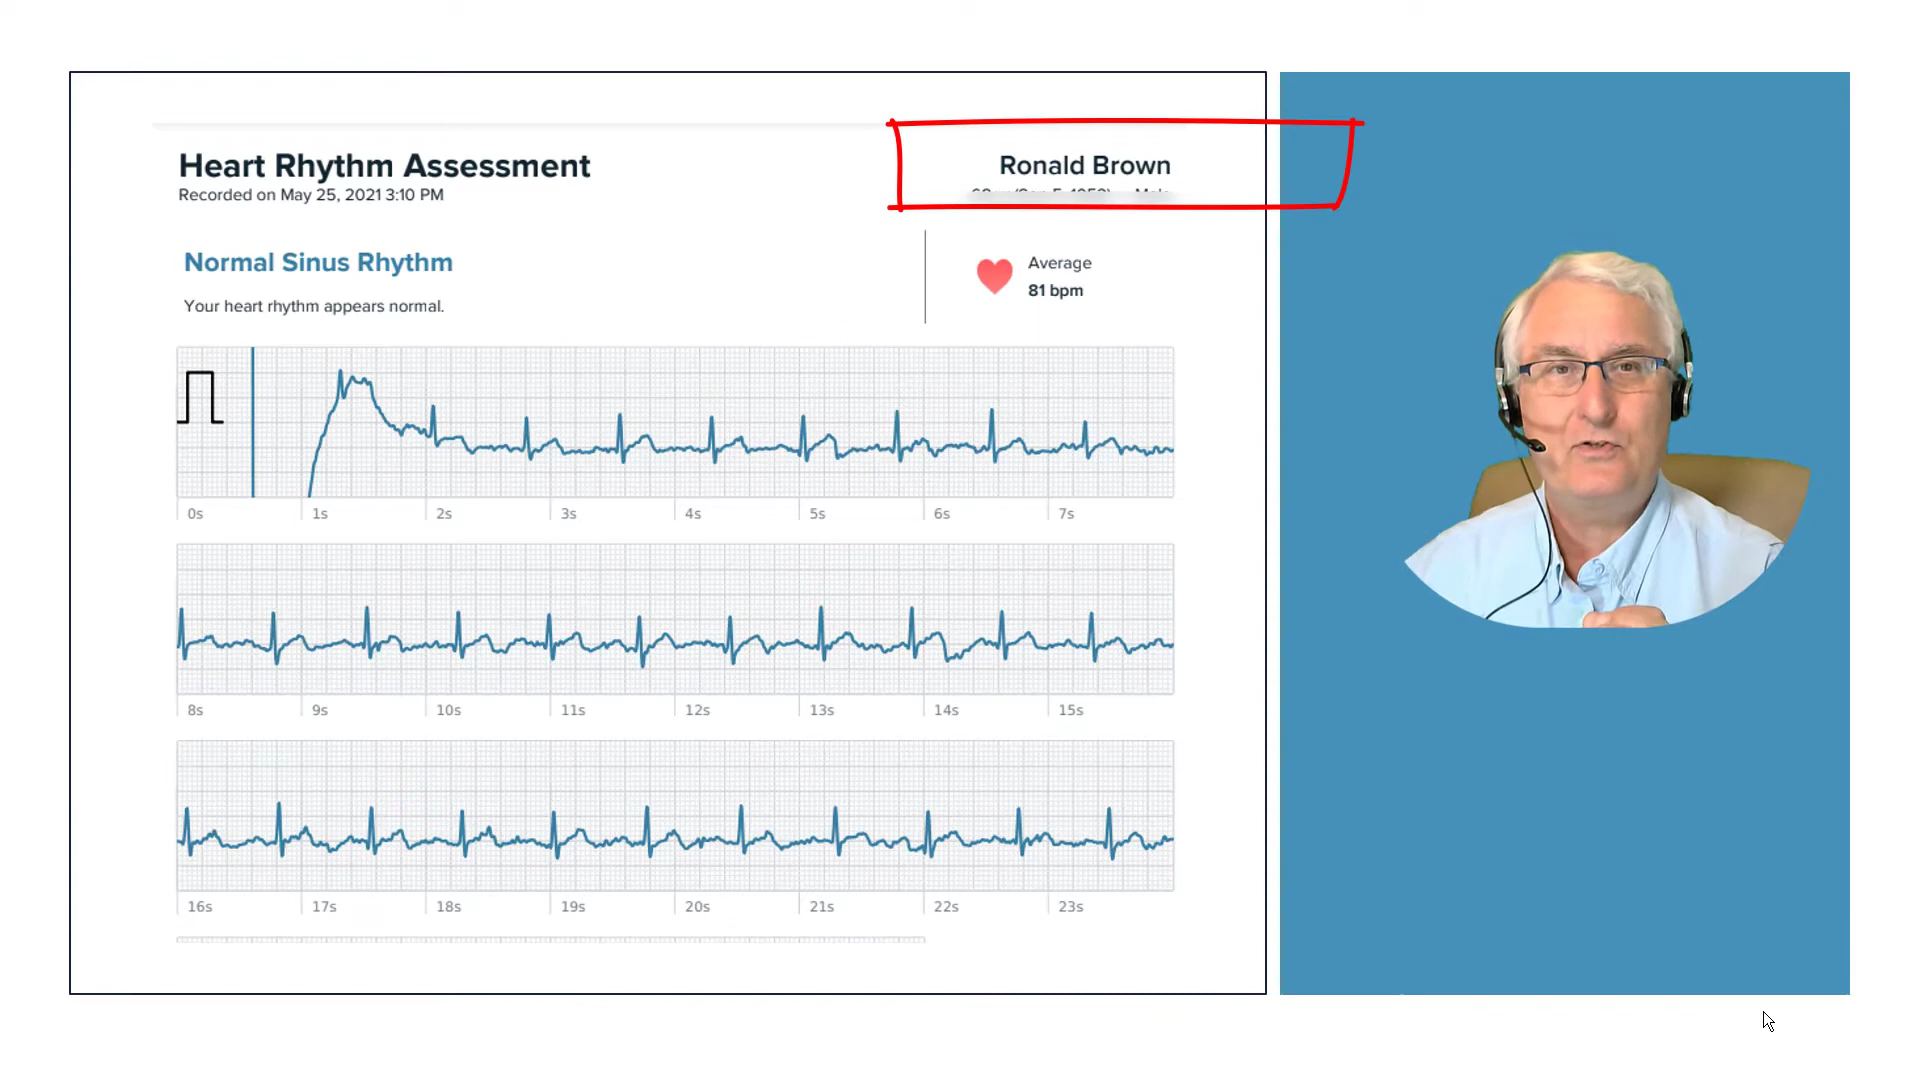 Heart Rhythm Assessment
Recorded on May 25, 2021 3:10 PM
Ronald Brown
Normal Sinus Rhythm
Your heart rhythm appears normal.
Average
81 bpm
0s 1s 2s 3s 4s 5s 6s 7s
8s 9s 10s 11s 12s 13s 14s 15s
16s 17s 18s 19s 20s 21s 22s 23s